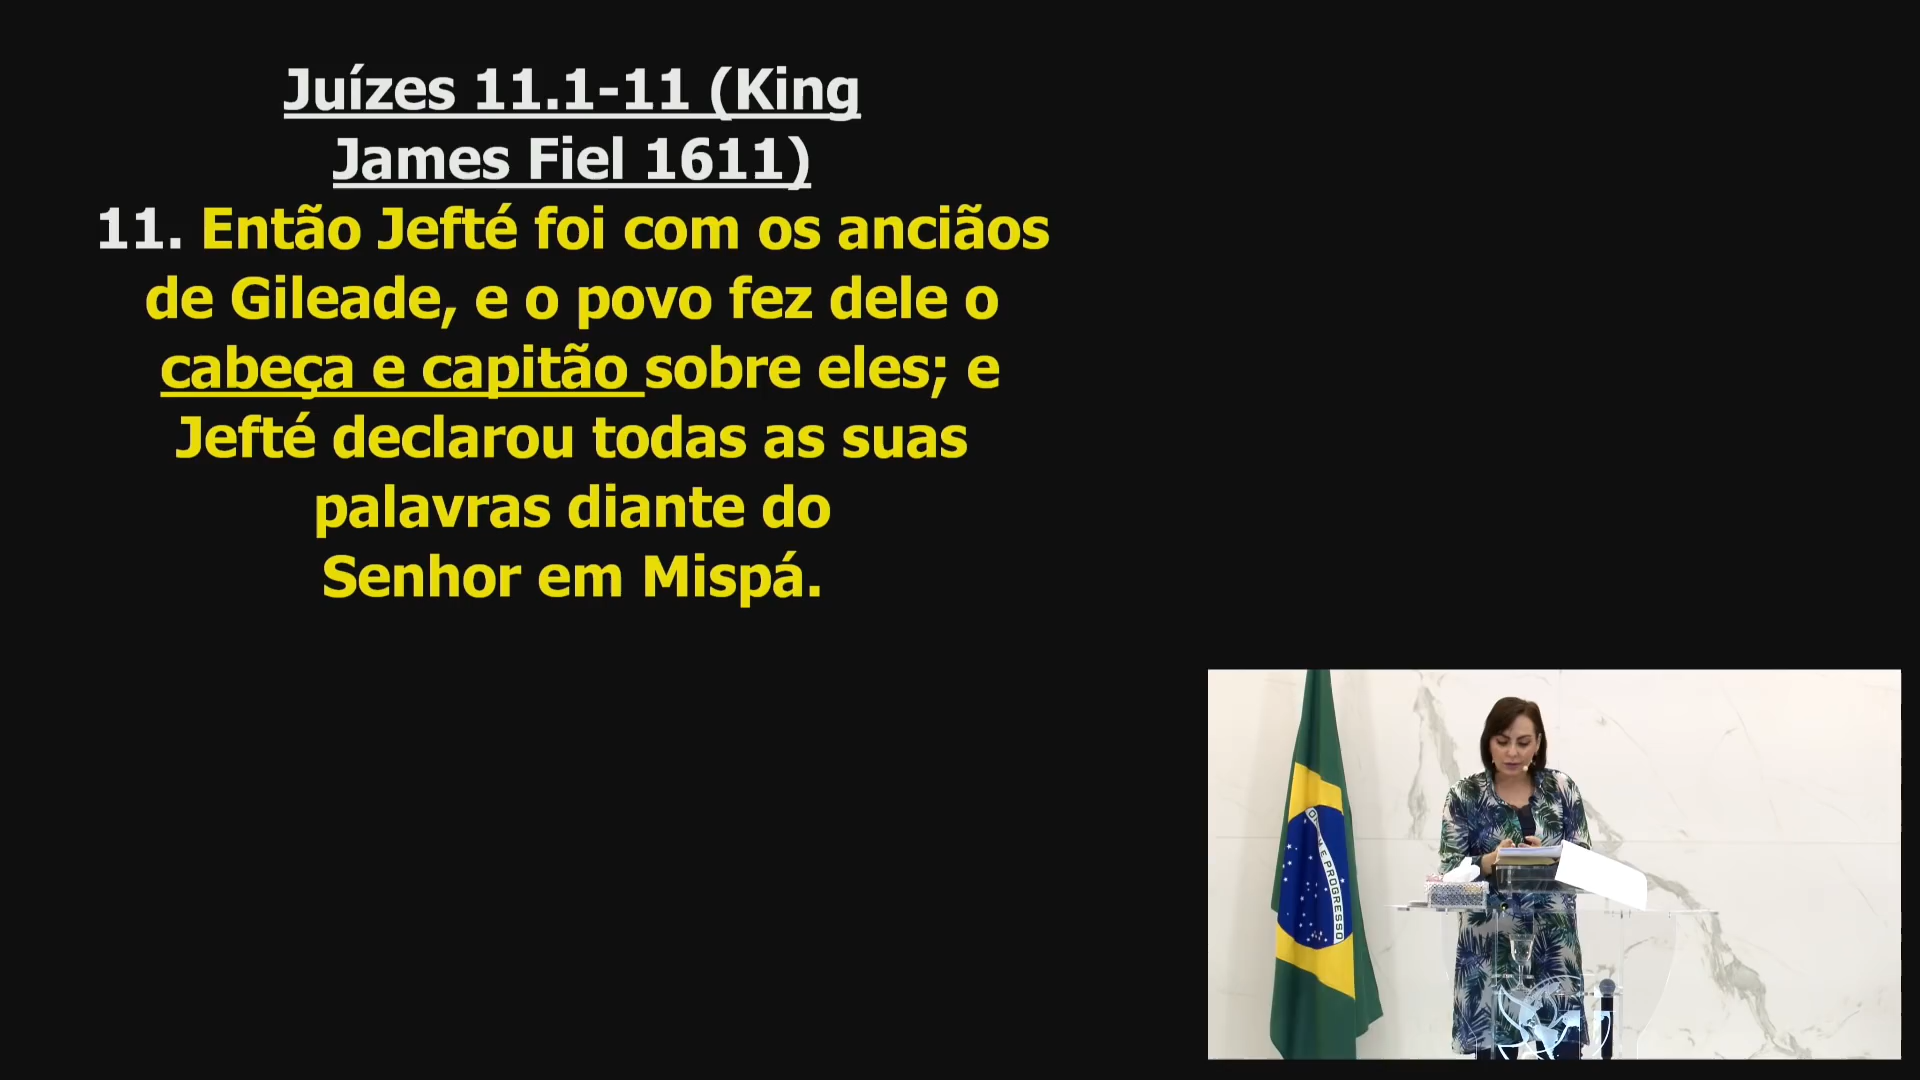 Juízes 11.1-11 (King
James Fiel 1611)
11. Então Jefté foi com os anciãos
de Gileade, e o povo fez dele o
cabeça e capitão sobre eles; e
Jefté declarou todas as suas
palavras diante do
Senhor em Mispá.
E PROGRESSO